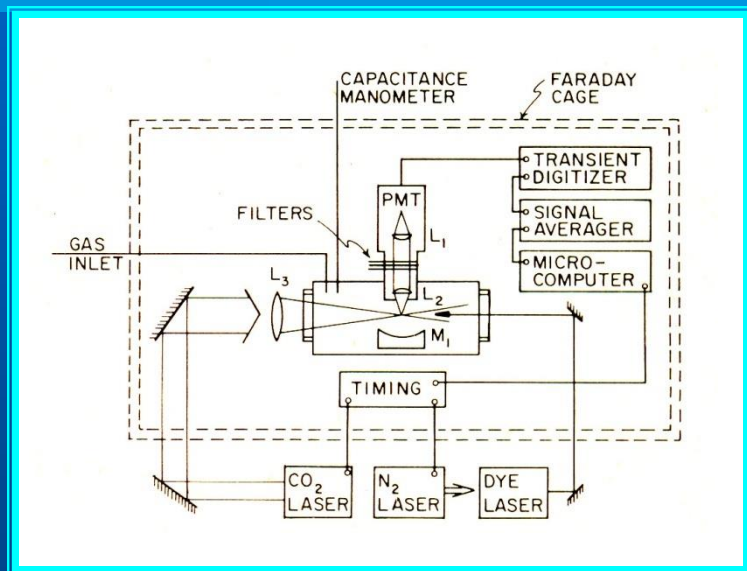 CAPACITANCE
MANOMETER
FARADAY
CAGE
TRANSIENT
DIGITIZER
PMT
FILTERS
L1
SIGNAL
AVERAGER
GAS
INLET
MICRO-
COMPUTER
L3
L2
M1
TIMING
CO2
LASER
N2
LASER
DYE
LASER